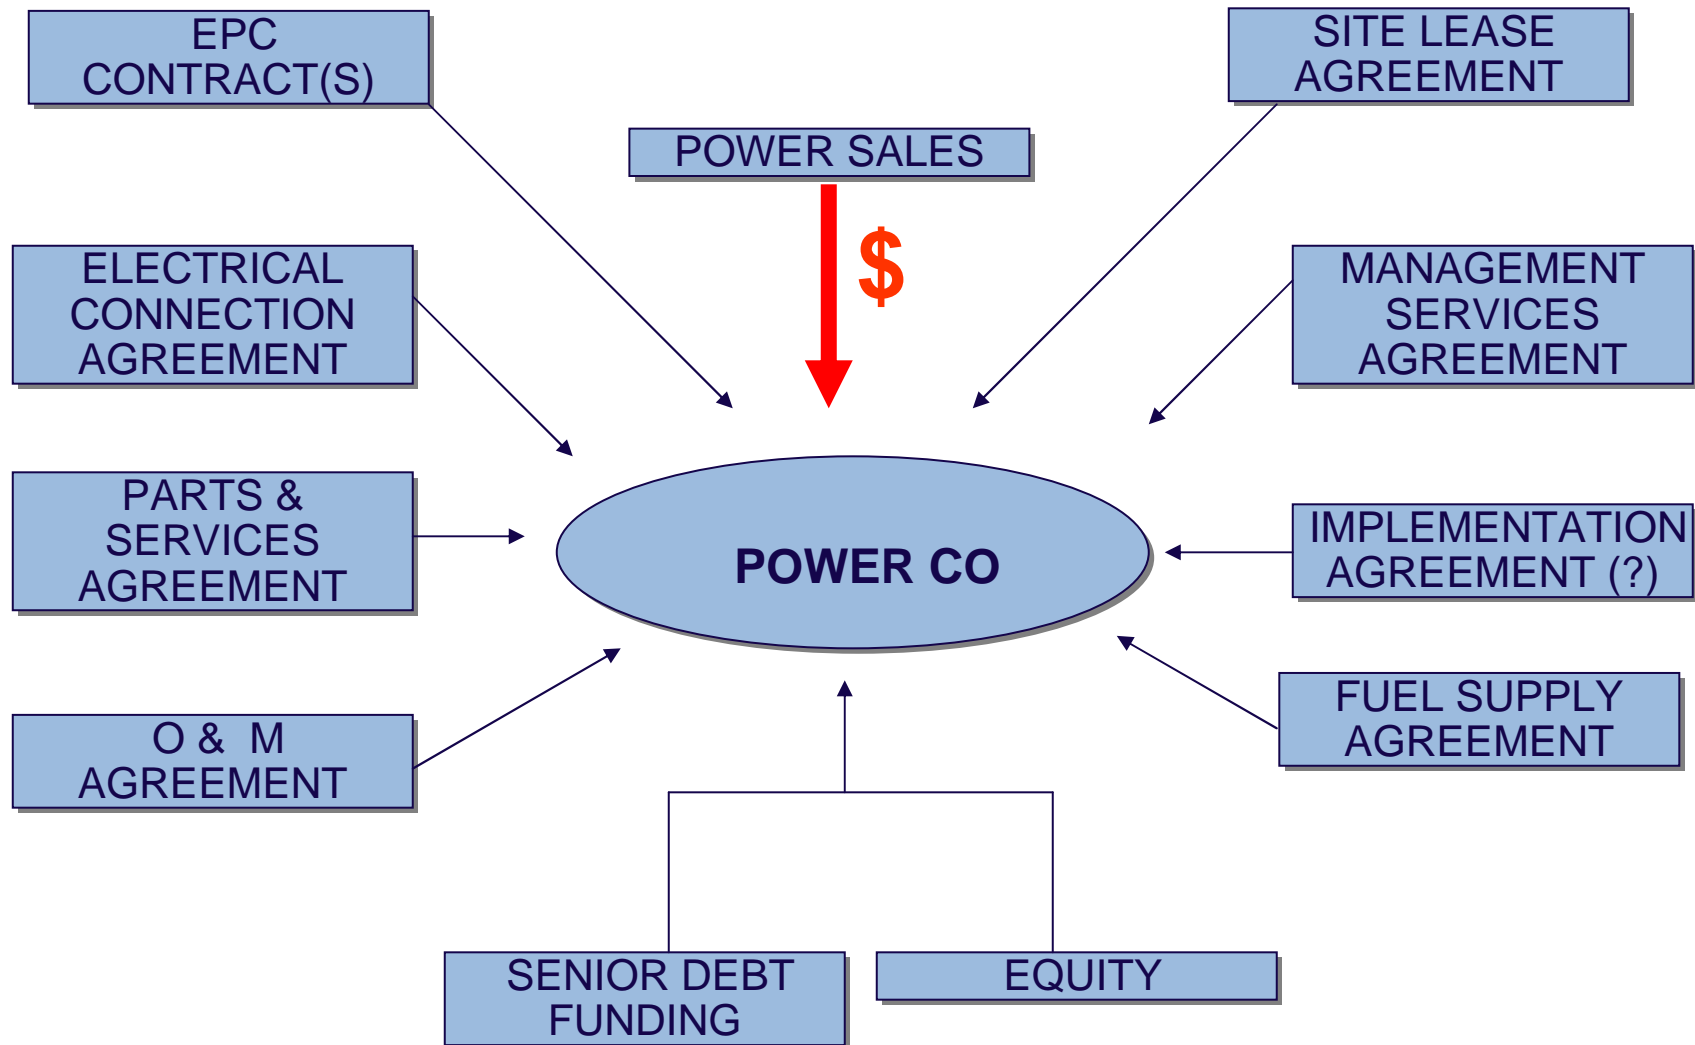 EPC
CONTRACT(S)
SITE LEASE
AGREEMENT
POWER SALES
$
ELECTRICAL
CONNECTION
AGREEMENT
MANAGEMENT
SERVICES
AGREEMENT
PARTS &
SERVICES
AGREEMENT
POWER CO
IMPLEMENTATION
AGREEMENT (?)
O & M
AGREEMENT
FUEL SUPPLY
AGREEMENT
SENIOR DEBT
FUNDING
EQUITY